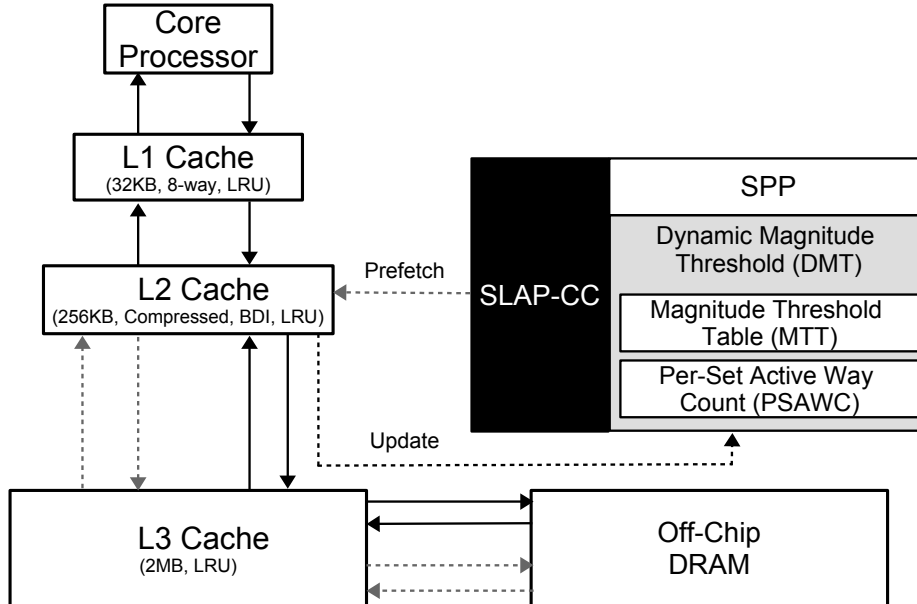 Core
Processor
L1 Cache
(32KB, 8-way, LRU)
L2 Cache
(256KB, Compressed, BDI, LRU)
Prefetch
SLAP-CC
SPP
Dynamic Magnitude
Threshold (DMT)
Magnitude Threshold
Table (MTT)
Per-Set Active Way
Count (PSAWC)
Update
L3 Cache
(2MB, LRU)
Off-Chip
DRAM